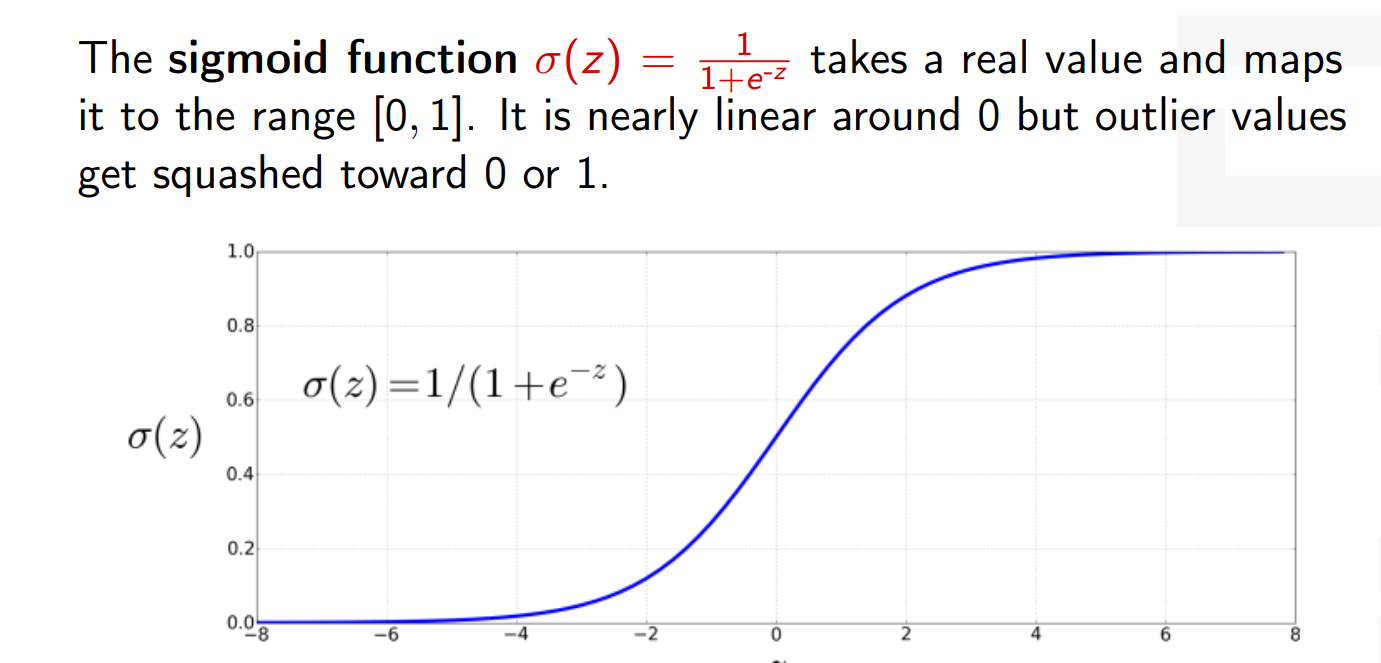 The sigmoid function σ(z) = 1/1+e-z takes a real value and maps
it to the range [0, 1]. It is nearly linear around 0 but outlier values
get squashed toward 0 or 1.
1.0
0.8
σ(z)=1/(1+e−z)
0.6
σ(z)
0.4
0.2
0.0
−8 −6 −4 −2 0 2 4 6 8